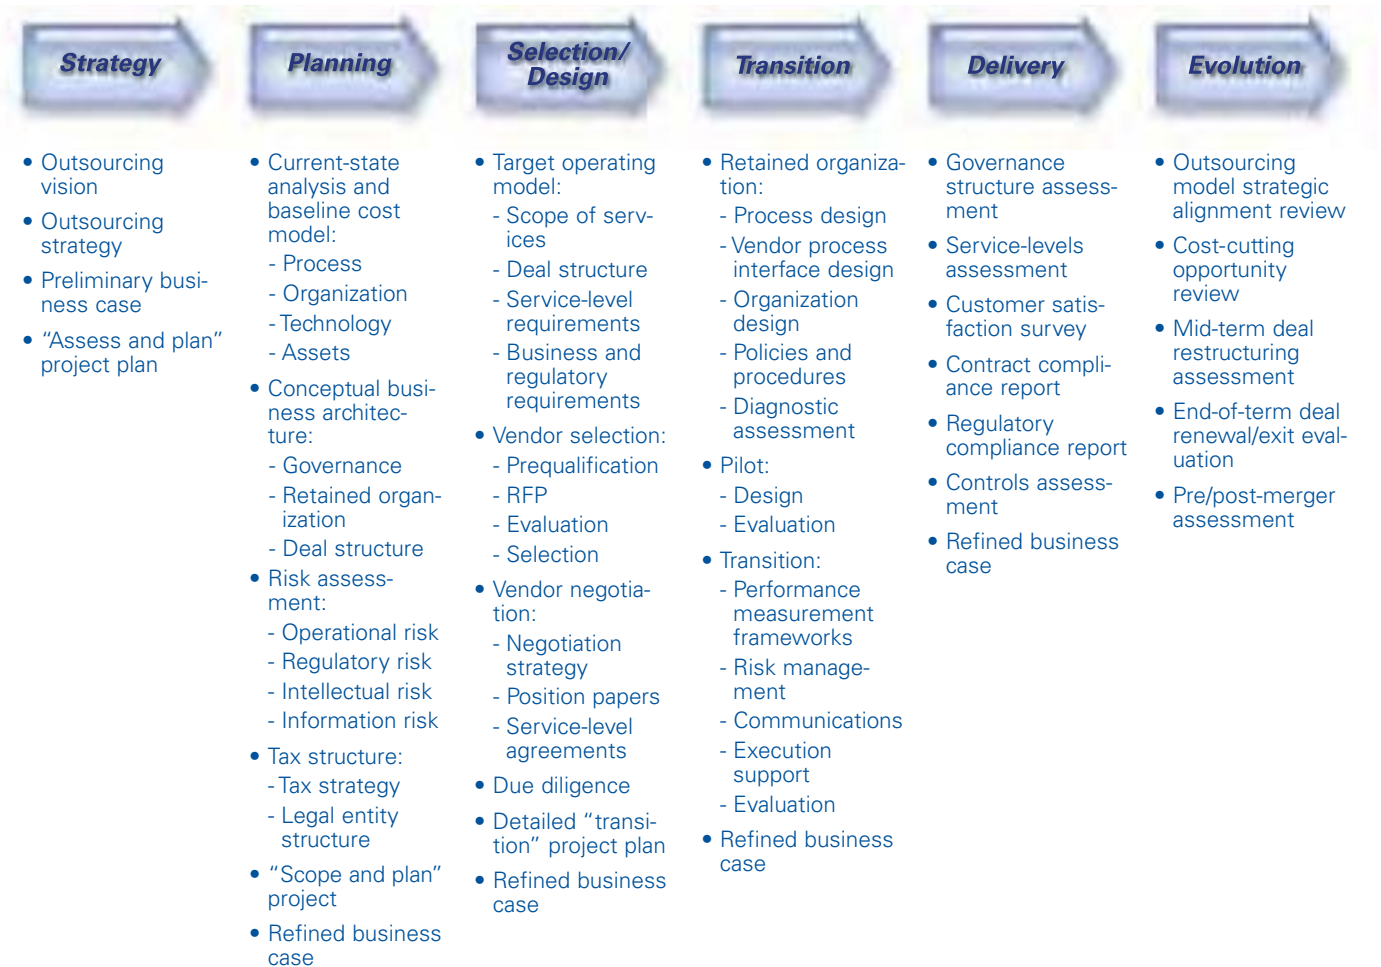 Strategy
Outsourcing
vision
Outsourcing
strategy
Preliminary busi-
ness case
“Assess and plan”
project plan
Planning
Current-state
analysis and
baseline cost
model:
- Process
- Organization
- Technology
- Assets
Conceptual busi-
ness architec-
ture:
- Governance
- Retained organ-
ization
- Deal structure
Risk assess-
ment:
- Operational risk
- Regulatory risk
- Intellectual risk
- Information risk
Tax structure:
- Tax strategy
- Legal entity
structure
“Scope and plan”
project
Refined business
case
Selection/
Design
Target operating
model:
- Scope of serv-
ices
- Deal structure
- Service-level
requirements
- Business and
regulatory
requirements
Vendor selection:
- Prequalification
- RFP
- Evaluation
- Selection
Vendor negotia-
tion:
- Negotiation
strategy
- Position papers
- Service-level
agreements
Due diligence
Detailed “transi-
tion” project plan
Refined business
case
Transition
Retained organiza-
tion:
- Process design
- Vendor process
interface design
- Organization
design
- Policies and
procedures
- Diagnostic
assessment
Pilot:
- Design
- Evaluation
Transition:
- Performance
measurement
frameworks
- Risk manage-
ment
- Communications
- Execution
support
- Evaluation
Refined business
case
Delivery
Governance
structure assess-
ment
Service-levels
assessment
Customer satis-
faction survey
Contract compli-
ance report
Regulatory
compliance report
Controls assess-
ment
Refined business
case
Evolution
Outsourcing
model strategic
alignment review
Cost-cutting
opportunity
review
Mid-term deal
restructuring
assessment
End-of-term deal
renewal/exit eval-
uation
Pre/post-merger
assessment